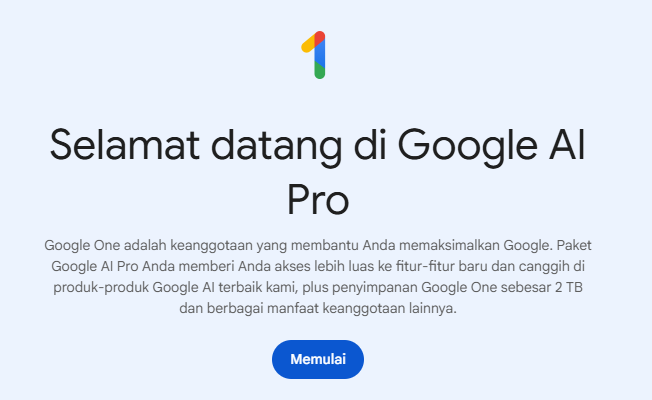 Selamat datang di Google AI
Pro
Google One adalah keanggotaan yang membantu Anda memaksimalkan Google. Paket
Google AI Pro Anda memberi Anda akses lebih luas ke fitur-fitur baru dan canggih di
produk-produk Google AI terbaik kami, plus penyimpanan Google One sebesar 2 TB
dan berbagai manfaat keanggotaan lainnya.
Memulai